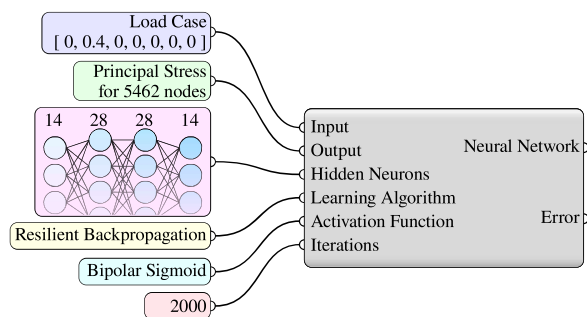 Load Case
[ 0, 0.4, 0, 0, 0, 0, 0 ]
Principal Stress
for 5462 nodes
14 28 28 14
Resilient Backpropagation
Bipolar Sigmoid
2000
Input
Output
Hidden Neurons
Learning Algorithm
Activation Function
Iterations
Neural Network
Error